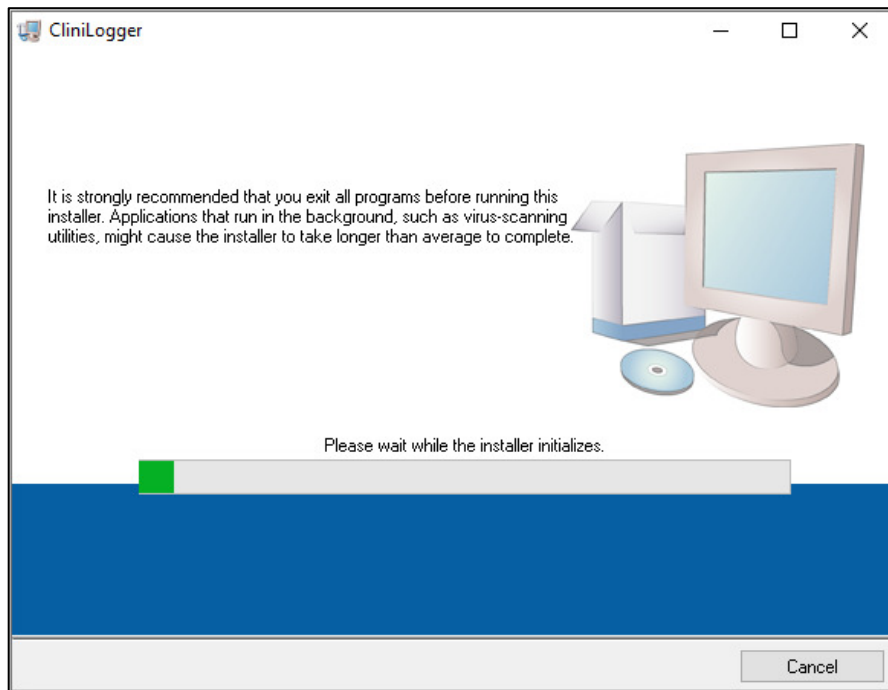 CliniLogger
It is strongly recommended that you exit all programs before running this
installer. Applications that run in the background, such as virus-scanning
utilities, might cause the installer to take longer than average to complete.
Please wait while the installer initializes.
Cancel